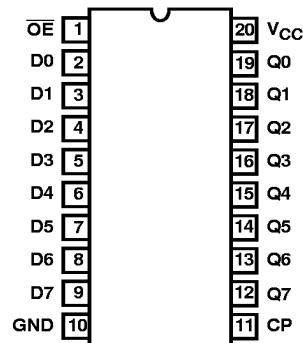 OE 1 20 VCC
D0 2 19 Q0
D1 3 18 Q1
D2 4 17 Q2
D3 5 16 Q3
D4 6 15 Q4
D5 7 14 Q5
D6 8 13 Q6
D7 9 12 Q7
GND 10 11 CP